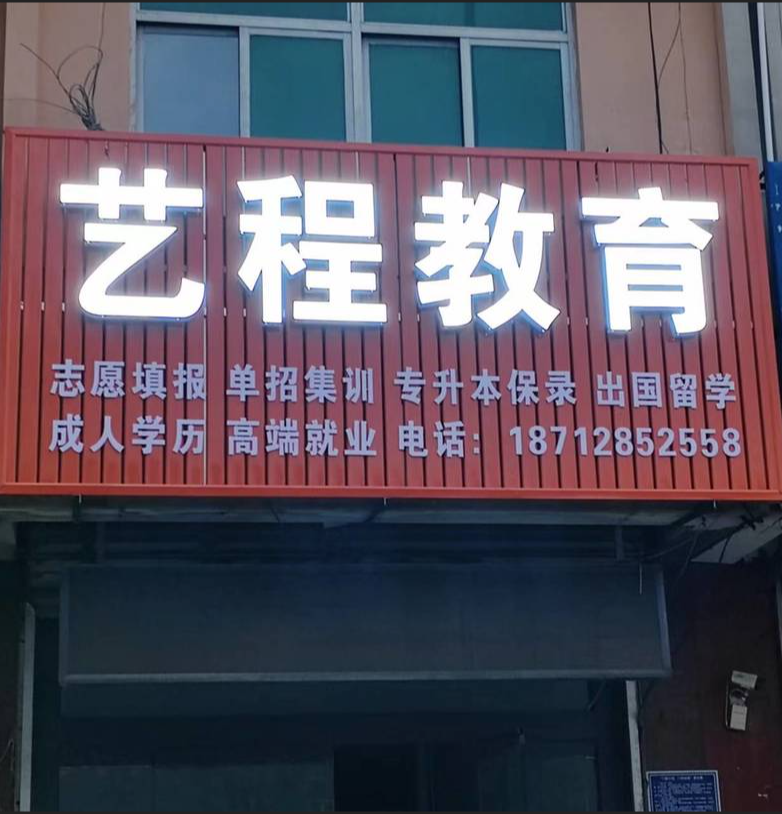 艺程教育
志愿填报 单招集训 专升本保录 出国留学
成人学历 高端就业 电话：18712852558